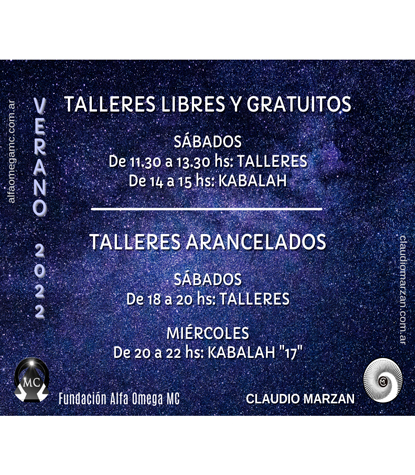 TALLERES LIBRES Y GRATUITOS
SÁBADOS
De 11.30 a 13.30 hs: TALLERES
De 14 a 15 hs: KABALAH
TALLERES ARANCELADOS
SÁBADOS
De 18 a 20 hs: TALLERES
MIÉRCOLES
De 20 a 22 hs: KABALAH "17"
VERANO 2022
alfaomegamc.com.ar
claudiomarzan.com.ar
MC
Fundación Alfa Omega MC
CLAUDIO MARZAN